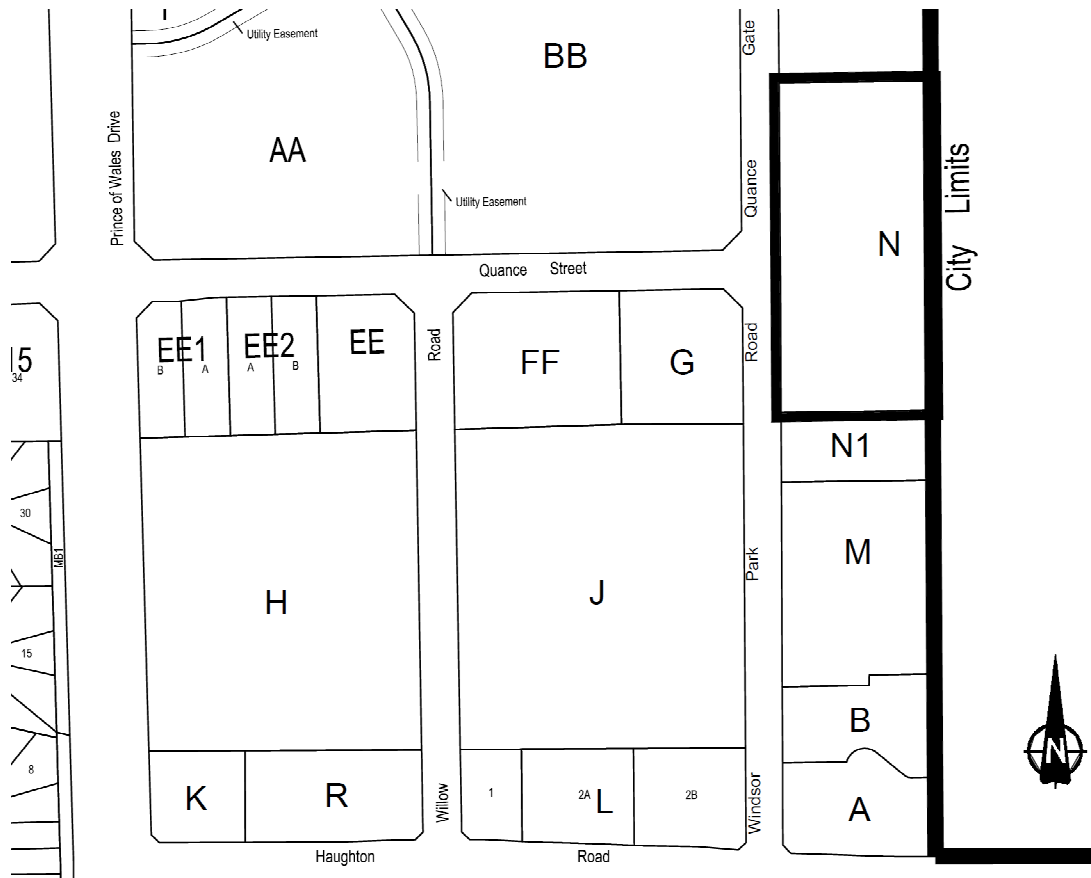 Utility Easement
BB
Gate
Prince of Wales Drive
AA
Utility Easement
Quance
City Limits
N
Quance Street
EE1
B
A
EE2
A
B
EE
Road
FF
G
Road
15
34
N1
30
MB1
M
Park
H
J
15
B
8
K
R
Willow
1
2A
L
2B
Windsor
A
N
Haughton Road